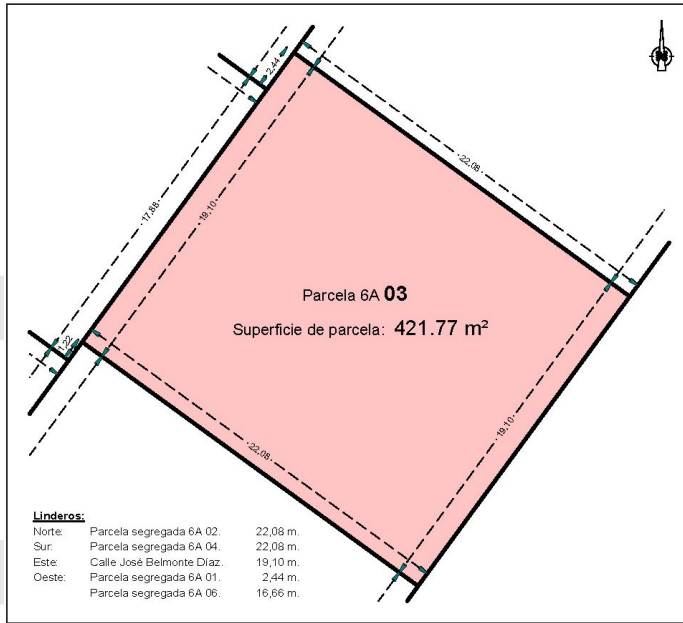 N
2,44
22,08
17,88
19,10
Parcela 6A 03
Superficie de parcela: 421.77 m²
1,22
22,08
19,10
Linderos:
Norte: Parcela segregada 6A 02. 22,08 m.
Sur: Parcela segregada 6A 04. 22,08 m.
Este: Calle José Belmonte Díaz. 19,10 m.
Oeste: Parcela segregada 6A 01. 2,44 m.
Parcela segregada 6A 06. 16,66 m.